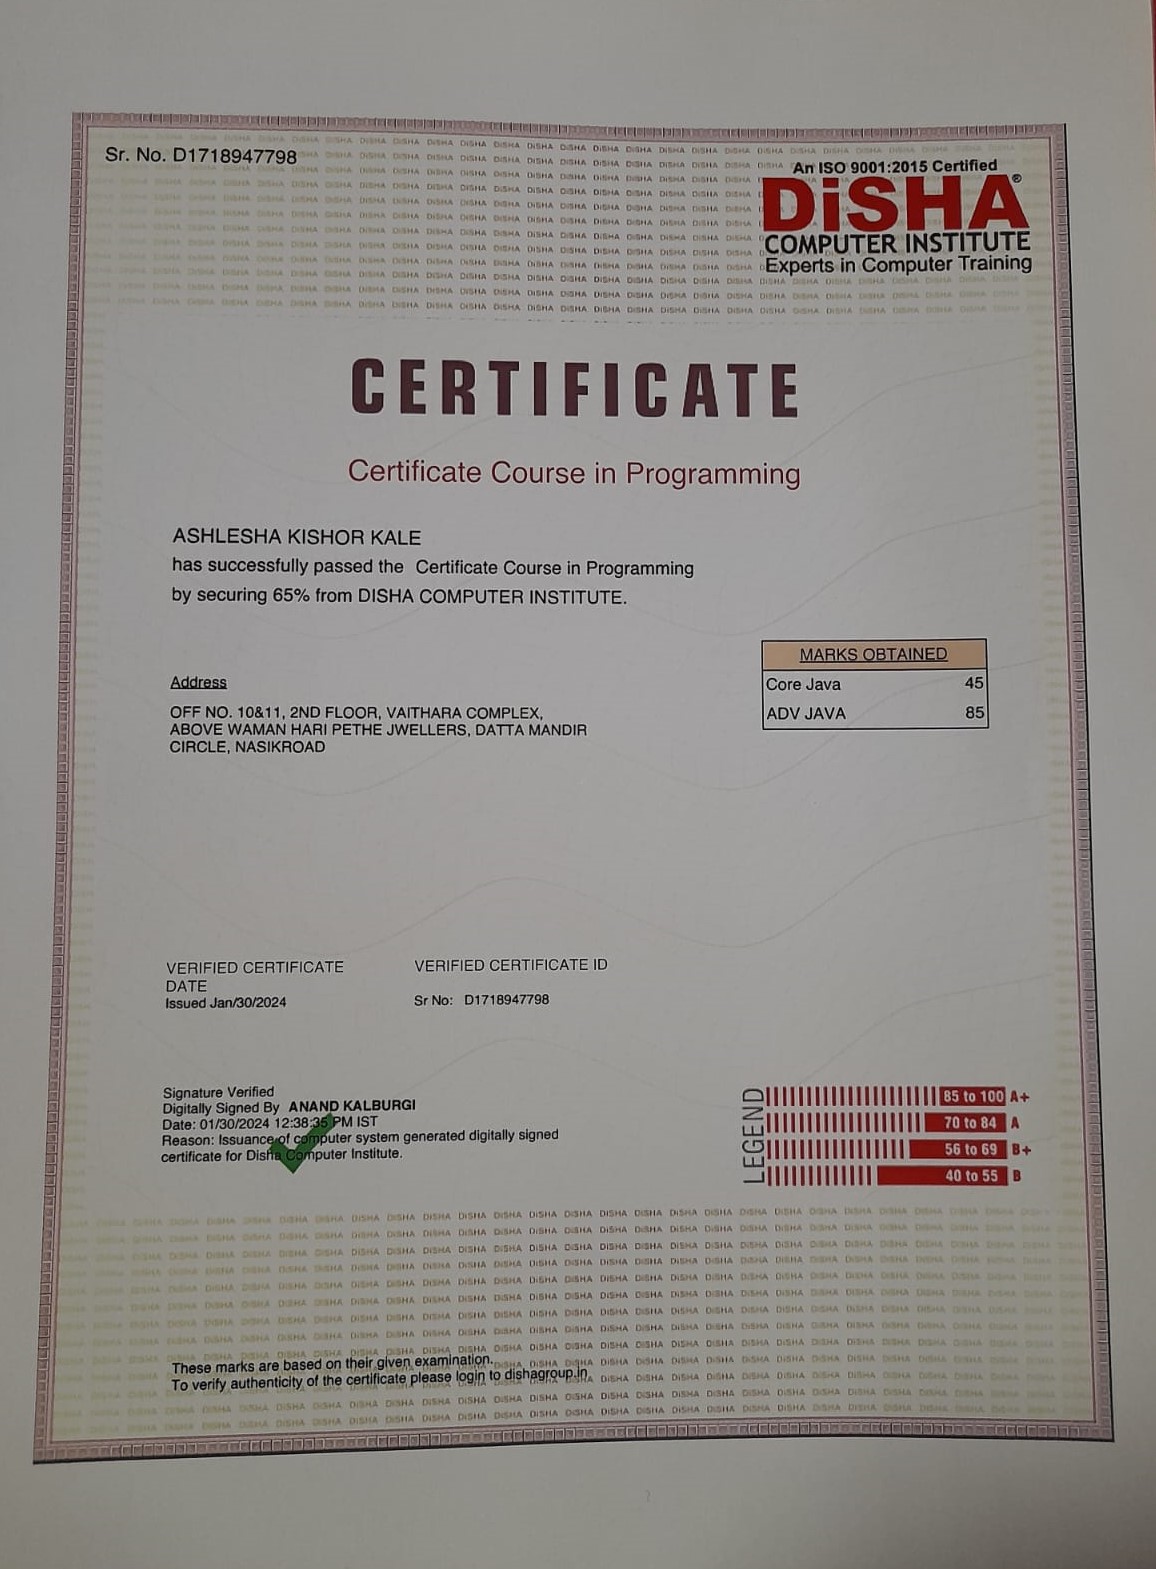 Sr. No. D1718947798
An ISO 9001:2015 Certified
DiSHA®
COMPUTER INSTITUTE
Experts in Computer Training
CERTIFICATE
Certificate Course in Programming
ASHLESHA KISHOR KALE
has successfully passed the Certificate Course in Programming
by securing 65% from DISHA COMPUTER INSTITUTE.
MARKS OBTAINED
Core Java 45
ADV JAVA 85
Address
OFF NO. 10&11, 2ND FLOOR, VAITHARA COMPLEX,
ABOVE WAMAN HARI PETHE JWELLERS, DATTA MANDIR
CIRCLE, NASIKROAD
VERIFIED CERTIFICATE
DATE
Issued Jan/30/2024
VERIFIED CERTIFICATE ID
Sr No: D1718947798
Signature Verified
Digitally Signed By ANAND KALBURGI
Date: 01/30/2024 12:38:35 PM IST
Reason: Issuance of computer system generated digitally signed
certificate for Disha Computer Institute.
LEGEND
85 to 100 A+
70 to 84 A
56 to 69 B+
40 to 55 B
These marks are based on their given examination.
To verify authenticity of the certificate please login to dishagroup.in